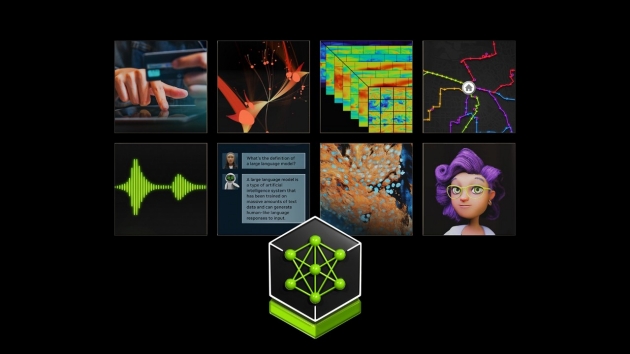 What's the definition of
a large language model?
A large language model is
a type of artificial
intelligence system that
has been trained on
massive amounts of text
data and can generate
human-like language
responses to input.